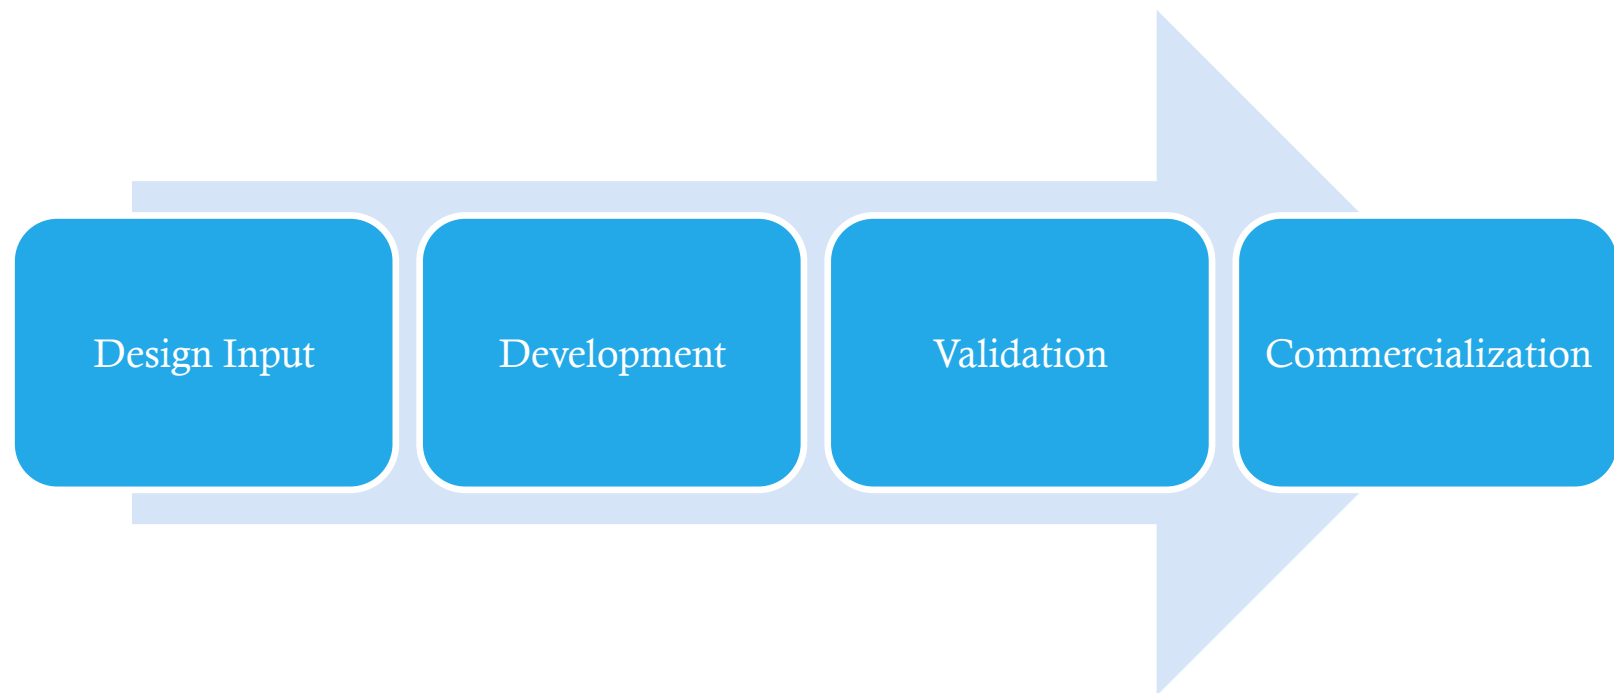 Design Input
Development
Validation
Commercialization